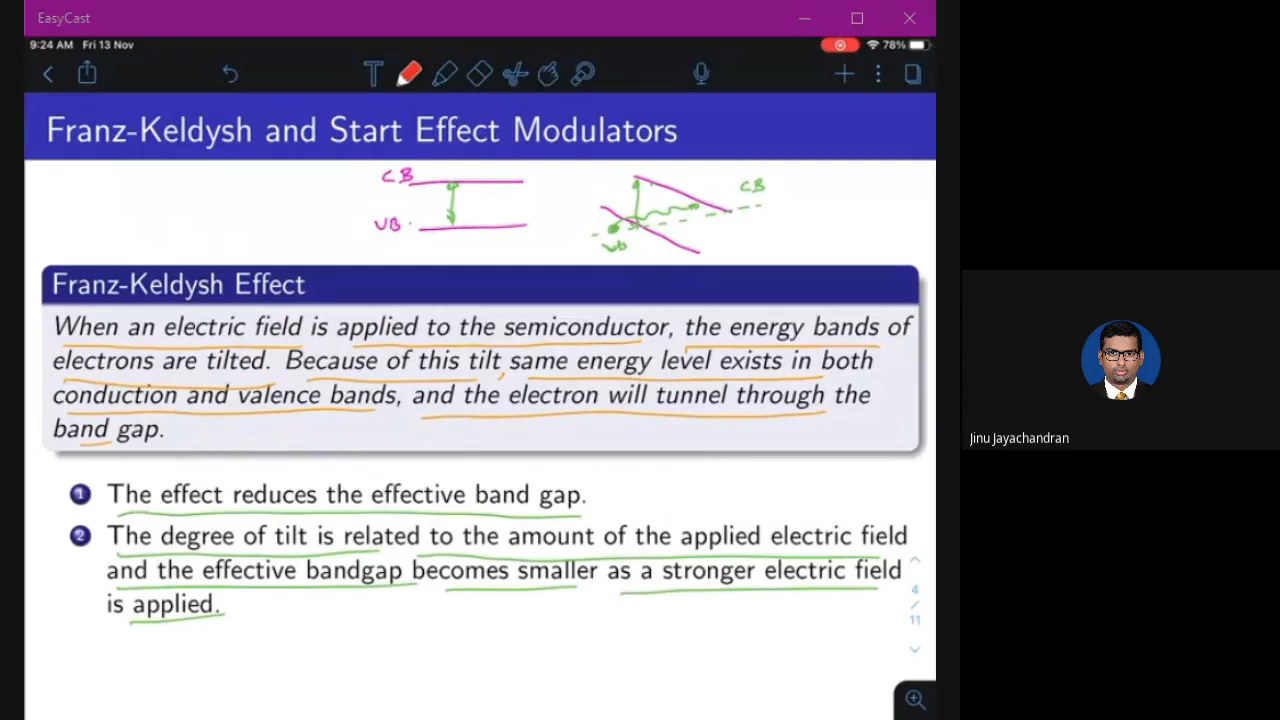 EasyCast
9:24 AM Fri 13 Nov
78%
Franz-Keldysh and Start Effect Modulators
CB
VB
CB
VB
Franz-Keldysh Effect
When an electric field is applied to the semiconductor, the energy bands of
electrons are tilted. Because of this tilt, same energy level exists in both
conduction and valence bands, and the electron will tunnel through the
band gap.
1 The effect reduces the effective band gap.
2 The degree of tilt is related to the amount of the applied electric field
and the effective bandgap becomes smaller as a stronger electric field
is applied.
4
/
11
Jinu Jayachandran